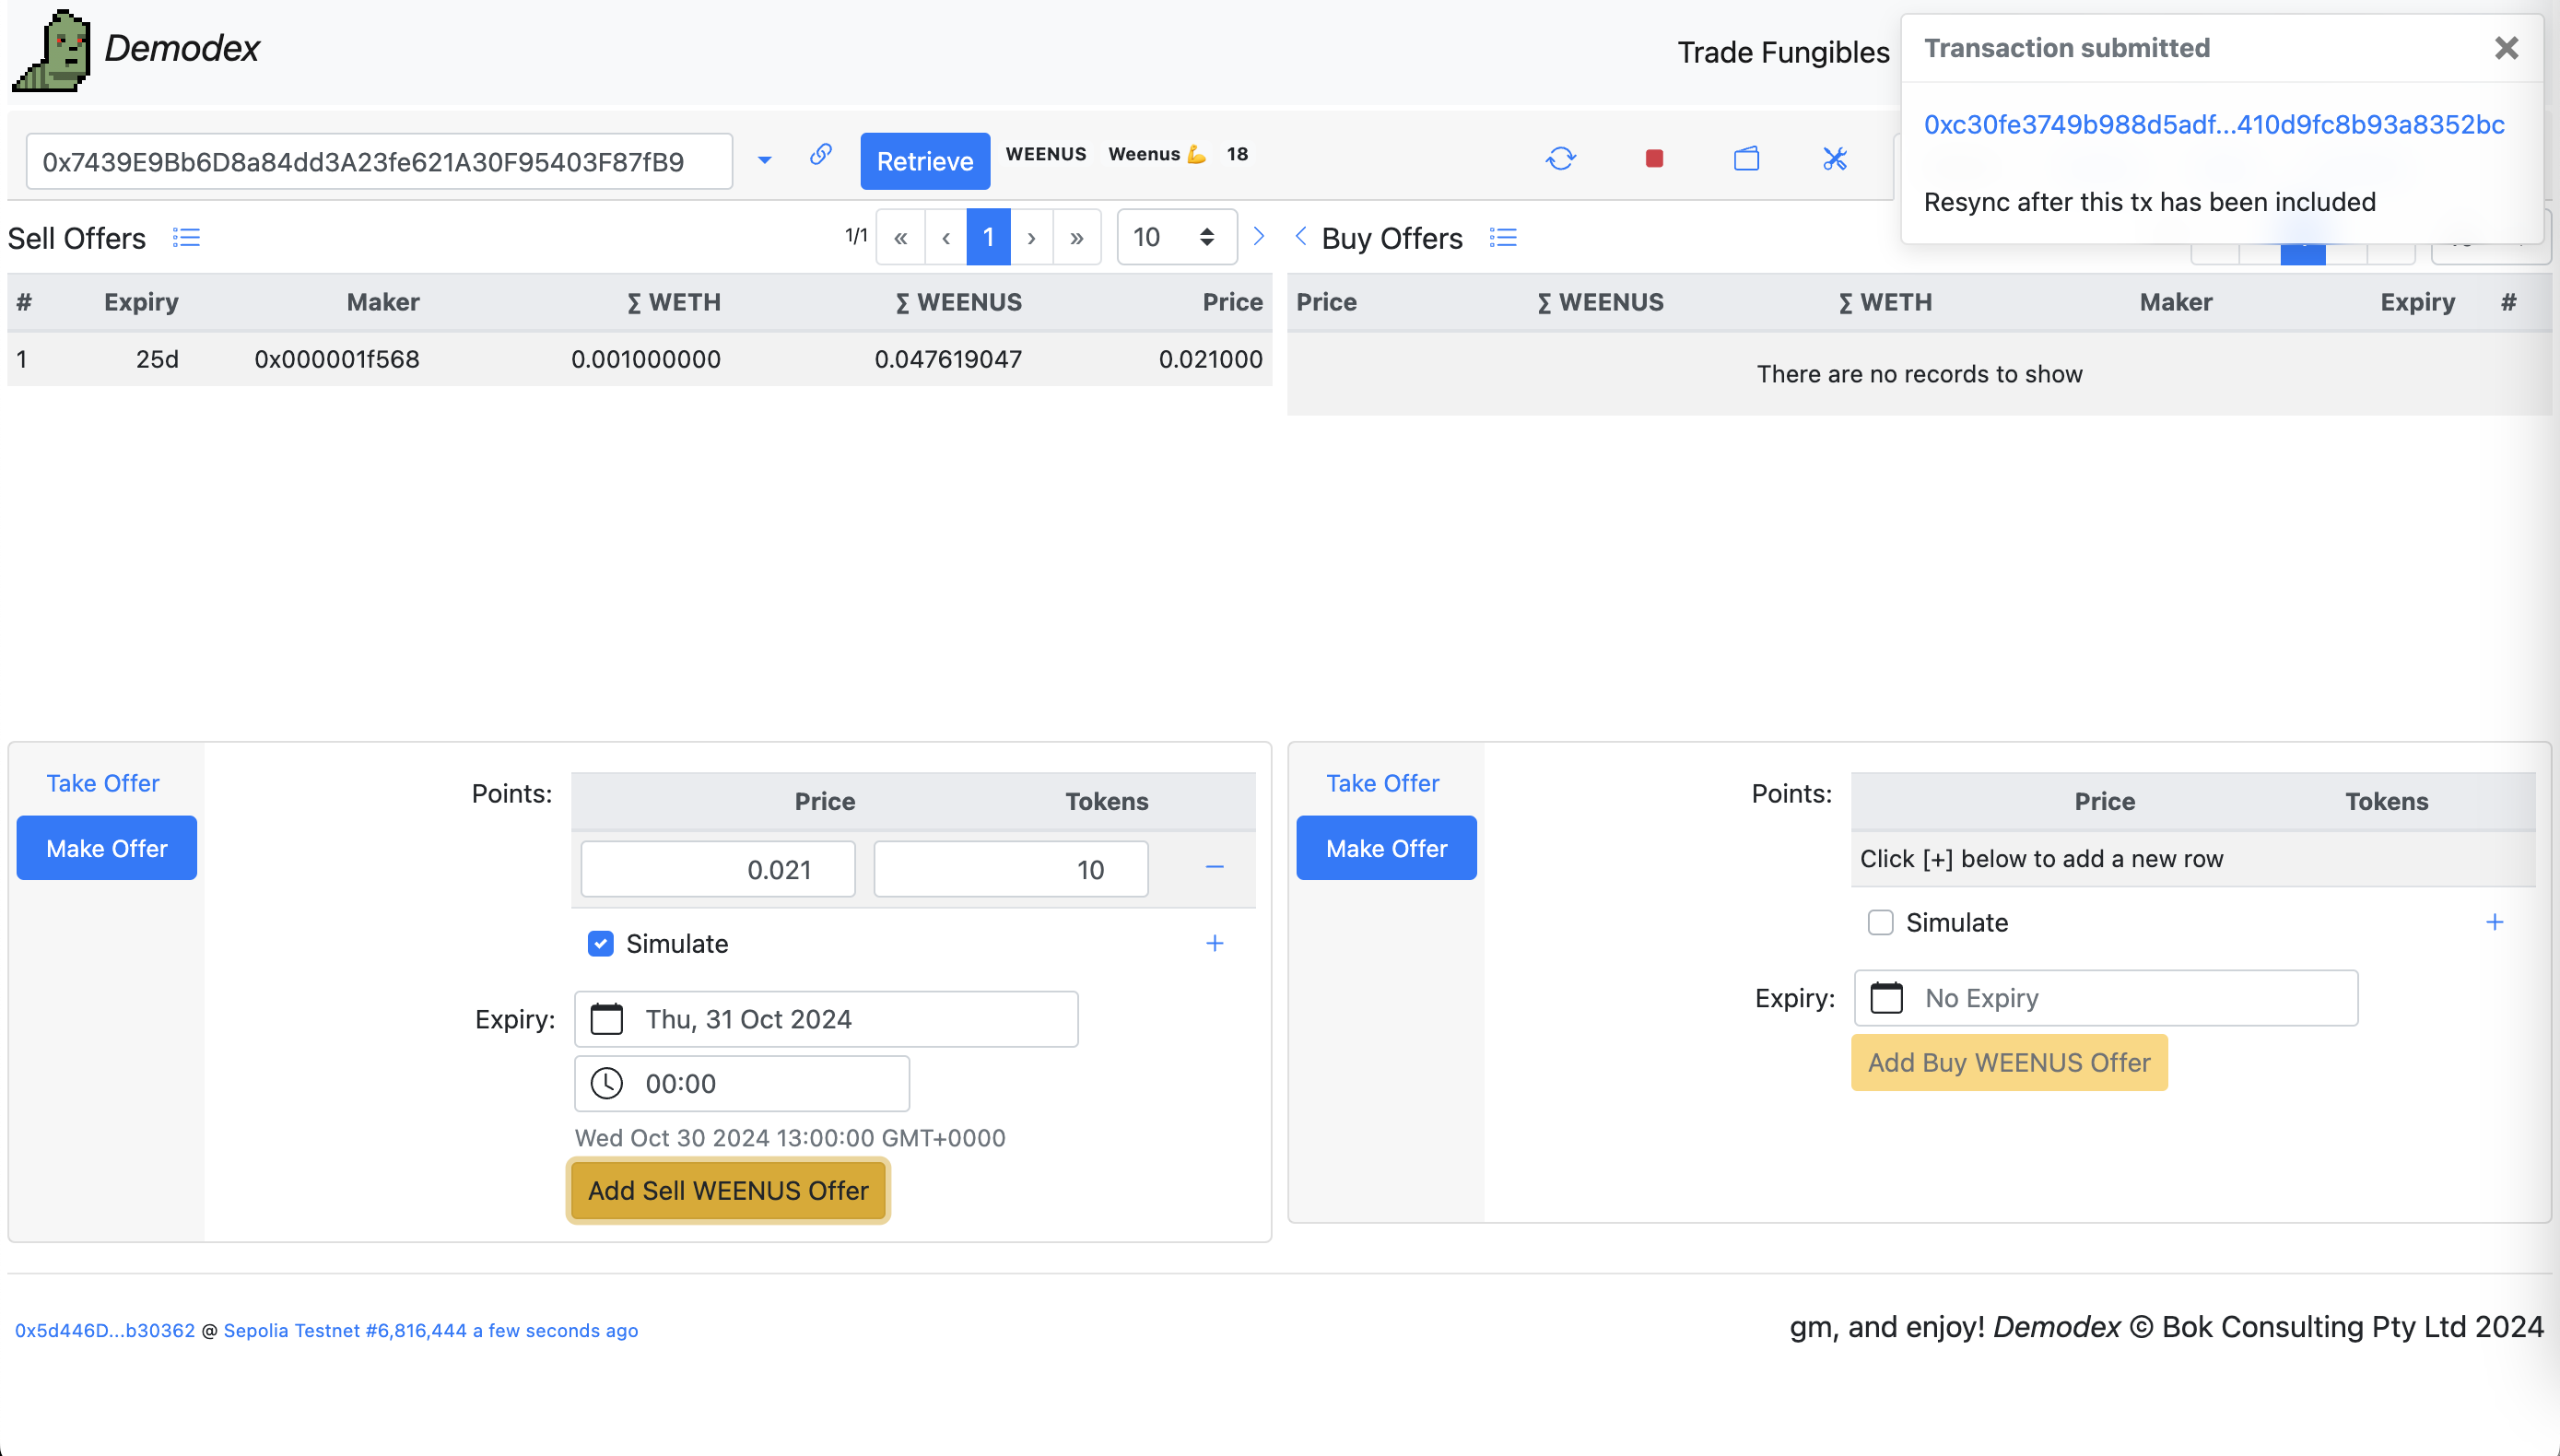 Demodex
Trade Fungibles
Transaction submitted
0xc30fe3749b988d5adf...410d9fc8b93a8352bc
Resync after this tx has been included
0x7439E9Bb6D8a84dd3A23fe621A30F95403F87fB9
Retrieve
WEENUS Weenus 💪 18
Sell Offers
1/1 « ‹ 1 › » 10
Buy Offers
# Expiry Maker ∑ WETH ∑ WEENUS Price
1 25d 0x000001f568 0.001000000 0.047619047 0.021000
Price ∑ WEENUS ∑ WETH Maker Expiry #
There are no records to show
Take Offer
Make Offer
Points:
Price Tokens
0.021 10
Simulate
Expiry:
Thu, 31 Oct 2024
00:00
Wed Oct 30 2024 13:00:00 GMT+0000
Add Sell WEENUS Offer
Take Offer
Make Offer
Points:
Price Tokens
Click [+] below to add a new row
Simulate
Expiry:
No Expiry
Add Buy WEENUS Offer
0x5d446D...b30362 @ Sepolia Testnet #6,816,444 a few seconds ago
gm, and enjoy! Demodex © Bok Consulting Pty Ltd 2024